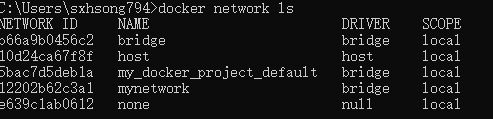 C:\Users\sxhsong794>docker network ls
NETWORK ID NAME DRIVER SCOPE
b66a9b0456c2 bridge bridge local
10d24ca67f8f host host local
5bac7d5deb1a my_docker_project_default bridge local
12202b62c3a1 mynetwork bridge local
e639c1ab0612 none null local